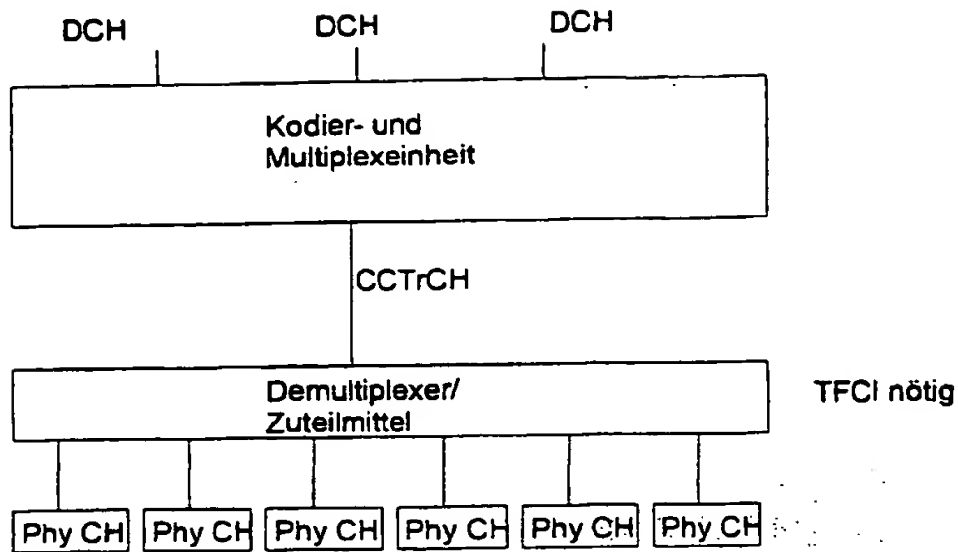 DCH DCH DCH
Kodier- und
Multiplexeinheit
CCTrCH
Demultiplexer/
Zuteilmittel
TFCI nötig
Phy CH Phy CH Phy CH Phy CH Phy CH Phy CH